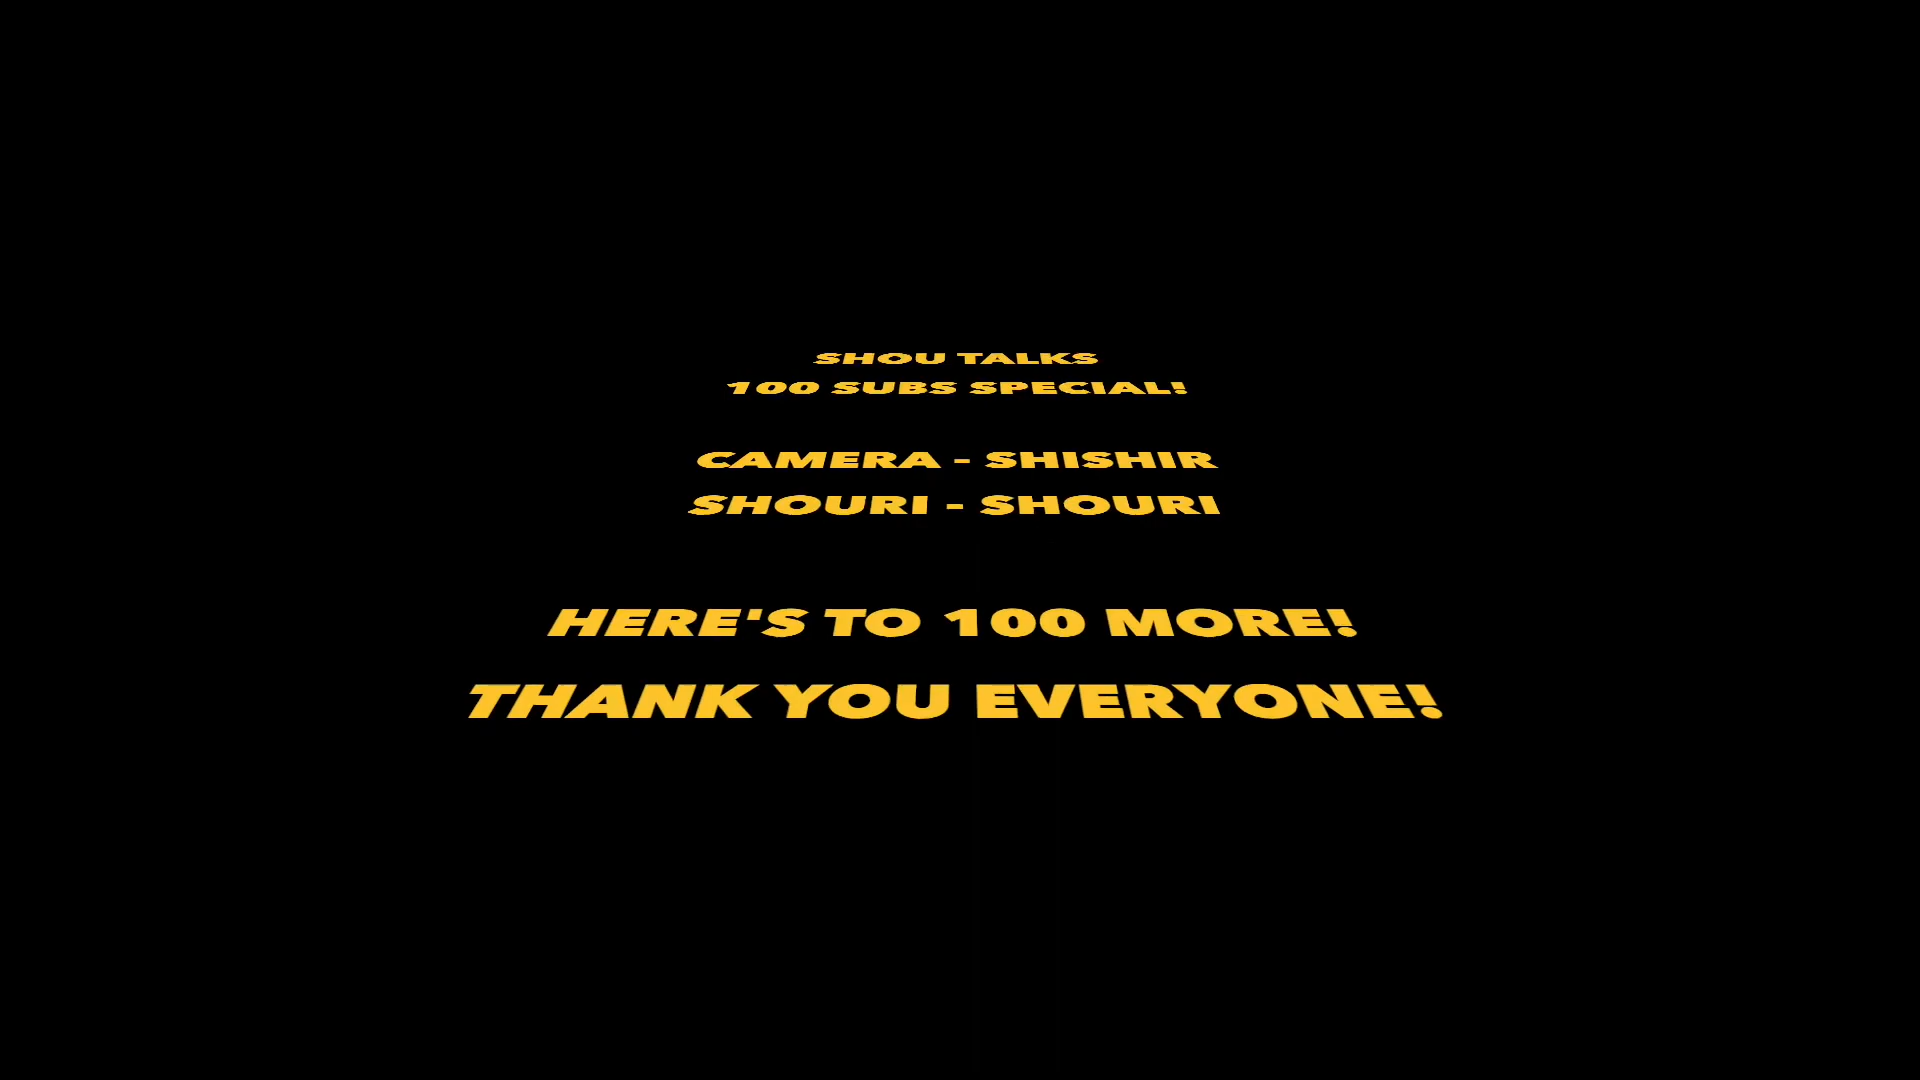 SHOU TALKS
100 SUBS SPECIAL!
CAMERA - SHISHIR
SHOURI - SHOURI
HERE'S TO 100 MORE!
THANK YOU EVERYONE!